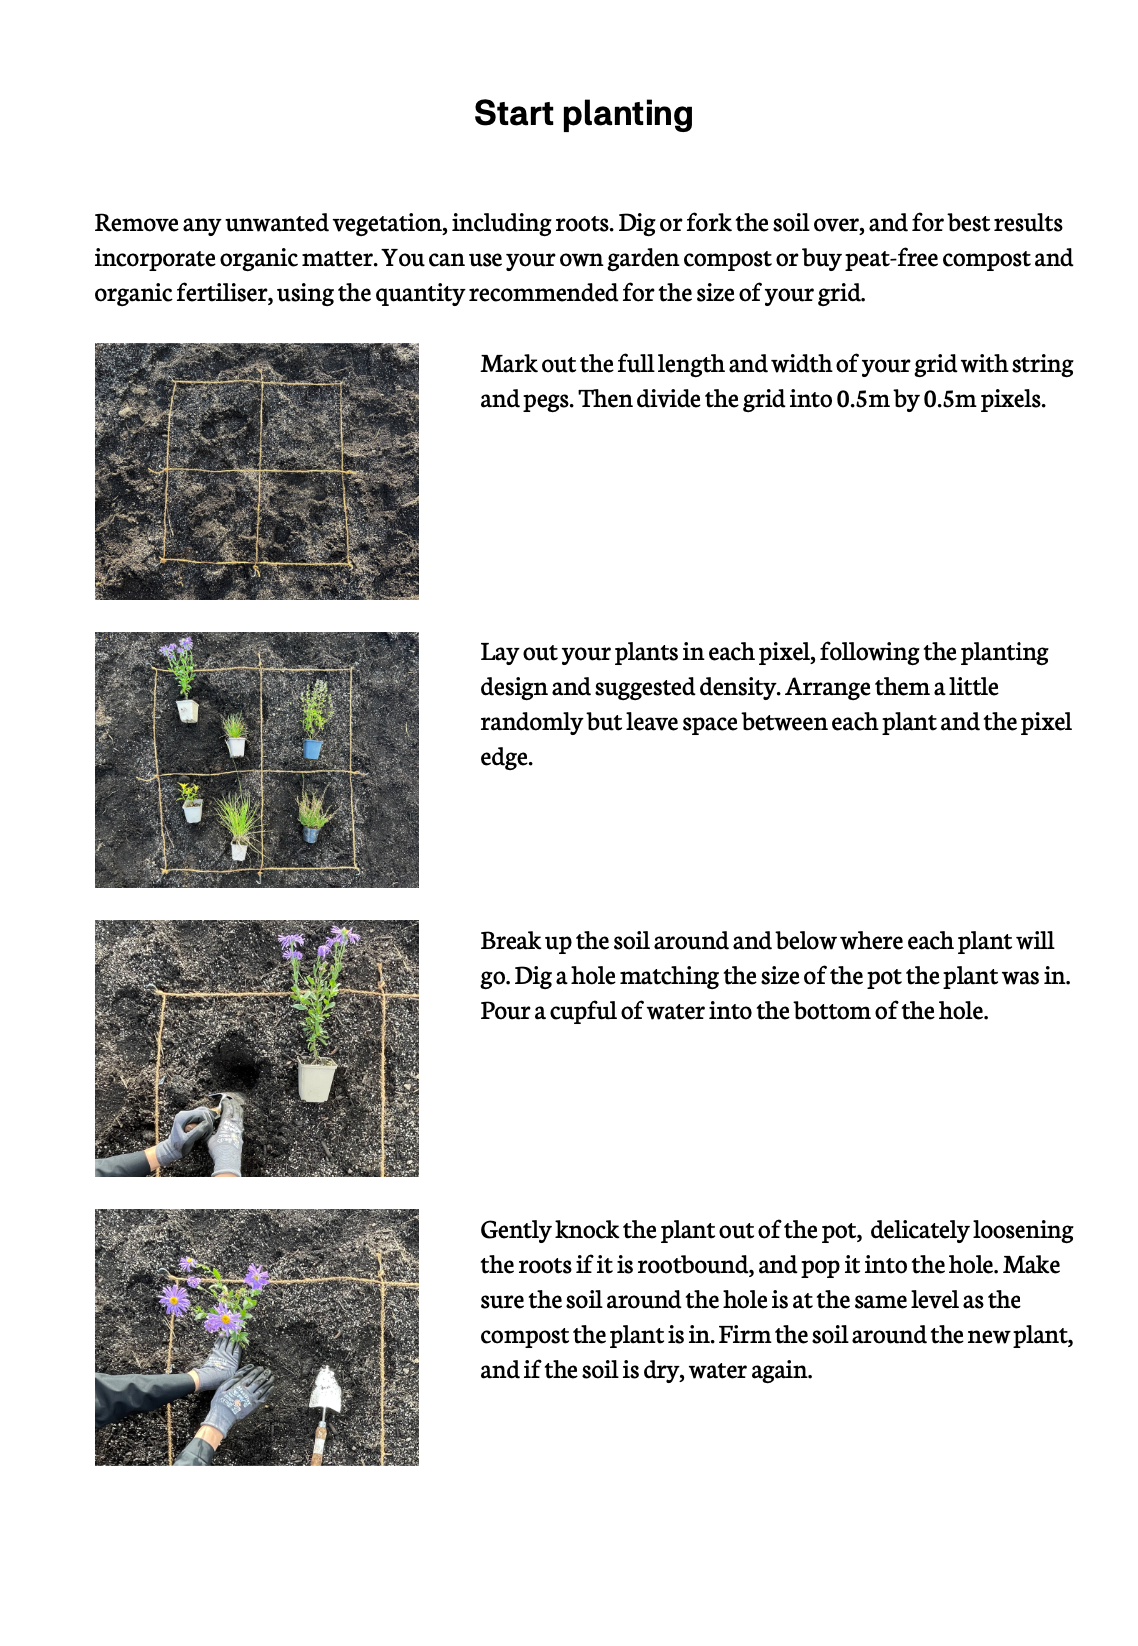 Start planting
Remove any unwanted vegetation, including roots. Dig or fork the soil over, and for best results
incorporate organic matter. You can use your own garden compost or buy peat-free compost and
organic fertiliser, using the quantity recommended for the size of your grid.
Mark out the full length and width of your grid with string
and pegs. Then divide the grid into 0.5m by 0.5m pixels.
Lay out your plants in each pixel, following the planting
design and suggested density. Arrange them a little
randomly but leave space between each plant and the pixel
edge.
Break up the soil around and below where each plant will
go. Dig a hole matching the size of the pot the plant was in.
Pour a cupful of water into the bottom of the hole.
Gently knock the plant out of the pot,  delicately loosening
the roots if it is rootbound, and pop it into the hole. Make
sure the soil around the hole is at the same level as the
compost the plant is in. Firm the soil around the new plant,
and if the soil is dry, water again.